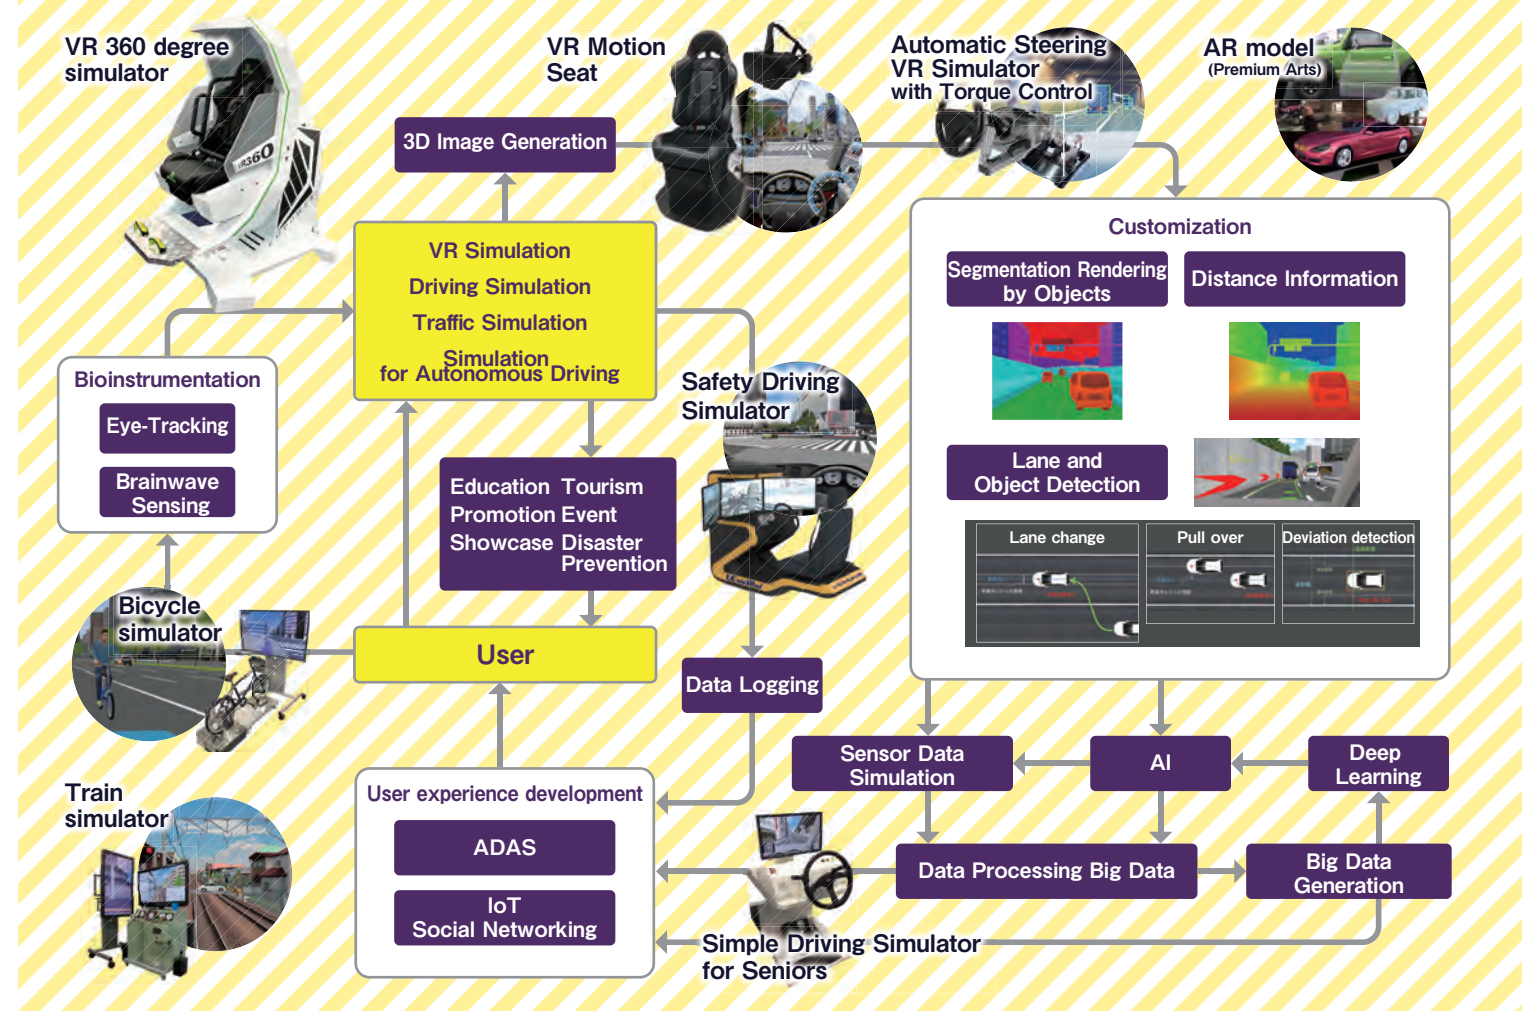 VR 360 degree
simulator
VR360
VR Motion
Seat
Automatic Steering
VR Simulator
with Torque Control
AR model
(Premium Arts)
3D Image Generation
VR Simulation
Driving Simulation
Traffic Simulation
Simulation
for Autonomous Driving
Customization
Segmentation Rendering
by Objects
Distance Information
Lane and
Object Detection
Lane change
Pull over
Deviation detection
Bioinstrumentation
Eye-Tracking
Brainwave
Sensing
Safety Driving
Simulator
Education Tourism
Promotion Event
Showcase Disaster
Prevention
Bicycle
simulator
User
Data Logging
Sensor Data
Simulation
AI
Deep
Learning
User experience development
ADAS
IoT
Social Networking
Data Processing Big Data
Big Data
Generation
Train
simulator
Simple Driving Simulator
for Seniors